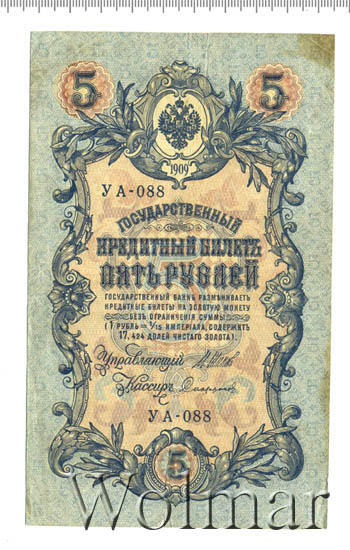 5 5
1909
УА-088
ГОСУДАРСТВЕННЫЙ
КРЕДИТНЫЙ БИЛЕТЪ
ПЯТЬ РУБЛЕЙ
ГОСУДАРСТВЕННЫЙ БАНКЪ РАЗМѢНИВАЕТЪ
КРЕДИТНЫЕ БИЛЕТЫ НА ЗОЛОТУЮ МОНЕТУ
БЕЗЪ ОГРАНИЧЕНІЯ СУММЫ
(1 РУБЛЬ = 1/15 ИМПЕРІАЛА, СОДЕРЖИТЪ
17,424 ДОЛЕЙ ЧИСТАГО ЗОЛОТА).
Управляющій
Кассиръ
УА-088
5
Wolmar